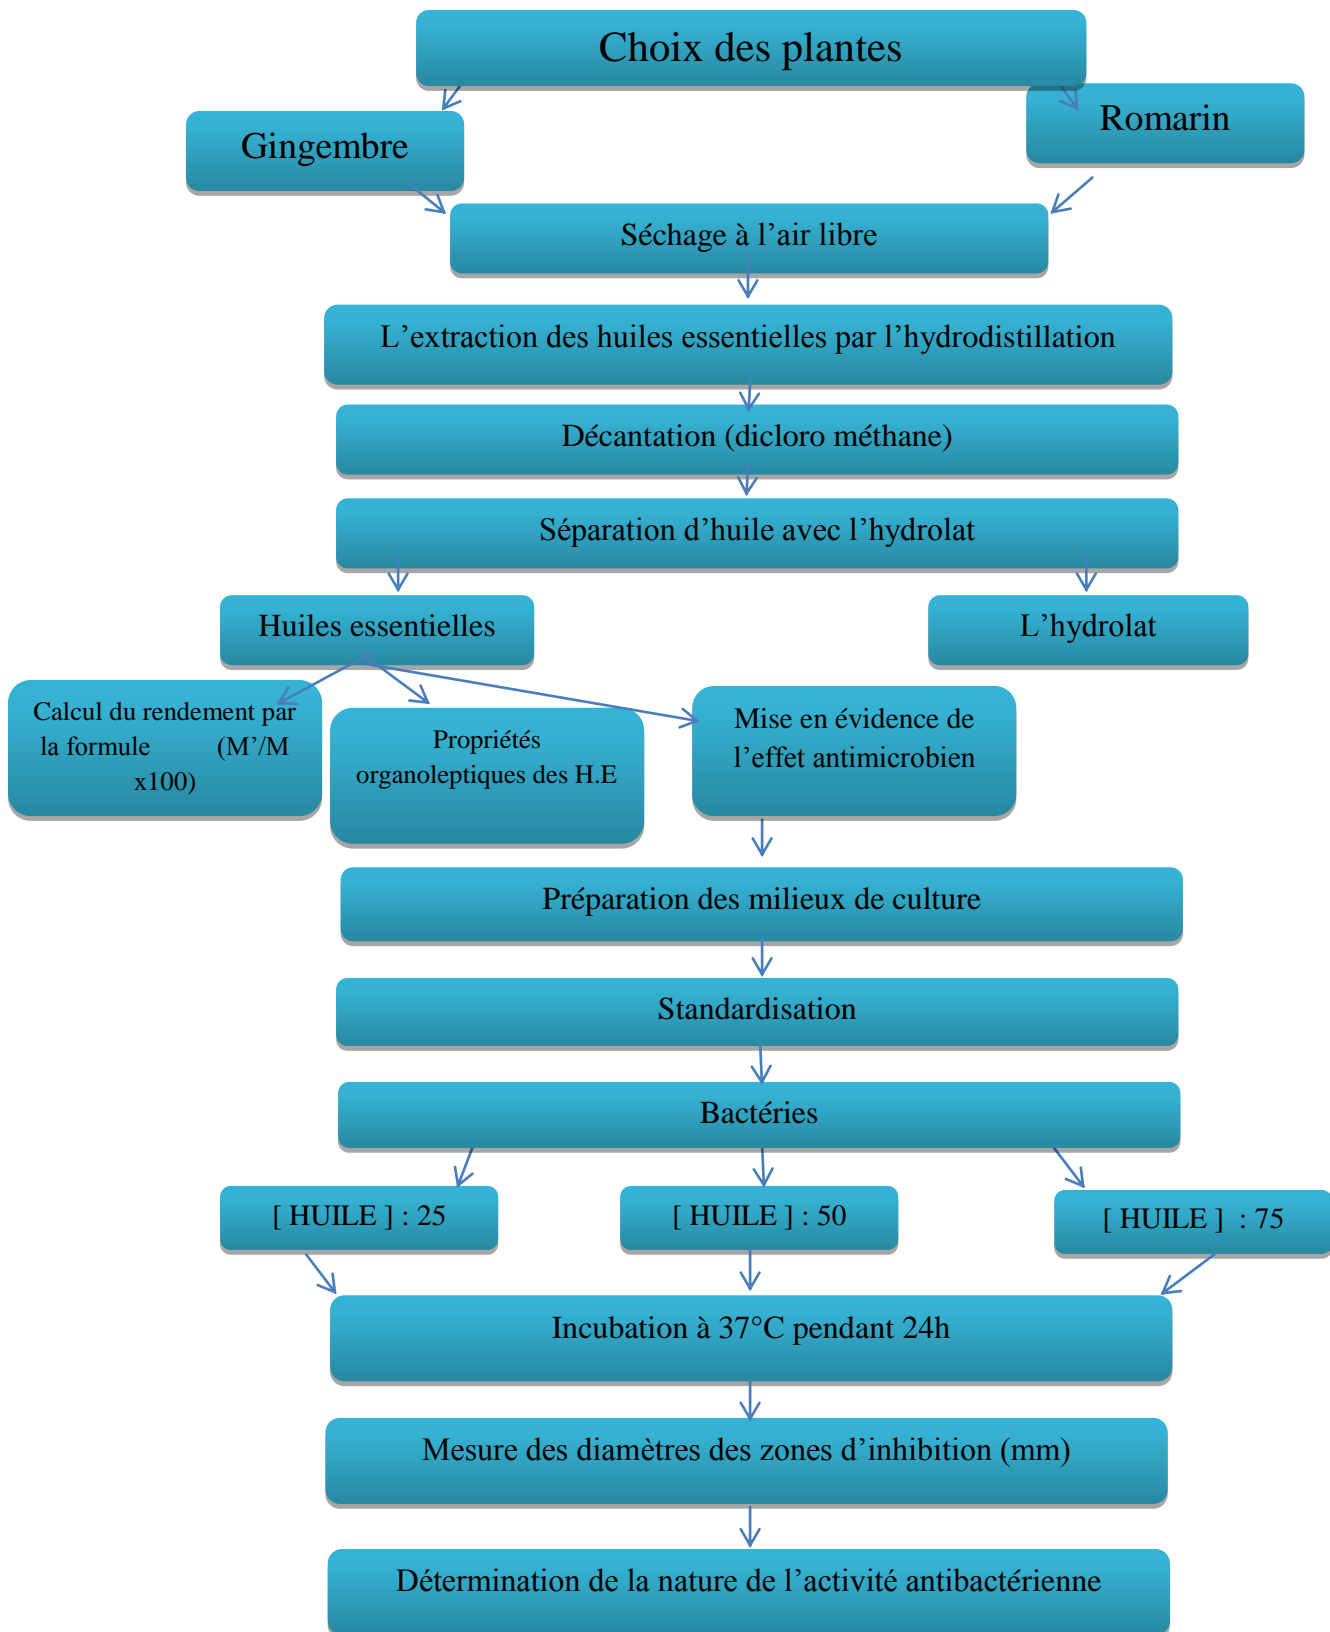 Choix des plantes
Gingembre
Romarin
Séchage à l’air libre
L’extraction des huiles essentielles par l’hydrodistillation
Décantation (dicloro méthane)
Séparation d’huile avec l’hydrolat
Huiles essentielles
L’hydrolat
Calcul du rendement par
la formule (M’/M
x100)
Propriétés
organoleptiques des H.E
Mise en évidence de
l’effet antimicrobien
Préparation des milieux de culture
Standardisation
Bactéries
[ HUILE ] : 25
[ HUILE ] : 50
[ HUILE ] : 75
Incubation à 37°C pendant 24h
Mesure des diamètres des zones d’inhibition (mm)
Détermination de la nature de l’activité antibactérienne